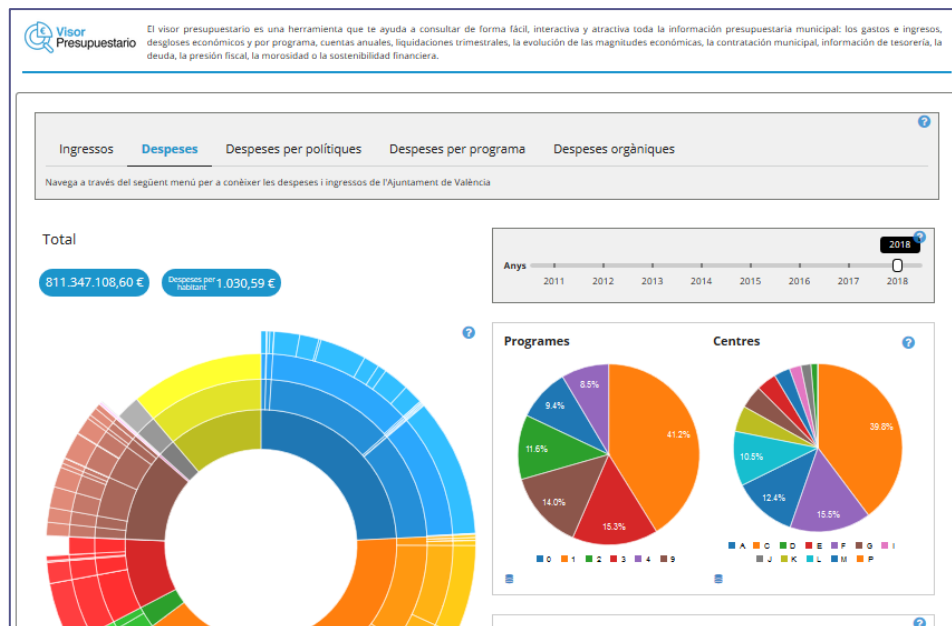 Visor
Presupuestario
El visor presupuestario es una herramienta que te ayuda a consultar de forma fácil, interactiva y atractiva toda la información presupuestaria municipal: los gastos e ingresos,
desgloses económicos y por programa, cuentas anuales, liquidaciones trimestrales, la evolución de las magnitudes económicas, la contratación municipal, información de tesorería, la
deuda, la presión fiscal, la morosidad o la sostenibilidad financiera.
?
Ingressos Despeses Despeses per polítiques Despeses per programa Despeses orgàniques
Navega a través del següent menú per a conèixer les despeses i ingressos de l'Ajuntament de València
Total
811.347.108,60 €
Despeses per
hàbitant 1.030,59 €
?
2018
?
Anys
2011 2012 2013 2014 2015 2016 2017 2018
Programes
41.2%
15.3%
14.0%
11.6%
9.4%
8.5%
0 1 2 3 4 9
Centres
?
39.8%
15.5%
12.4%
10.5%
A C D E F G I
J K L M P
?